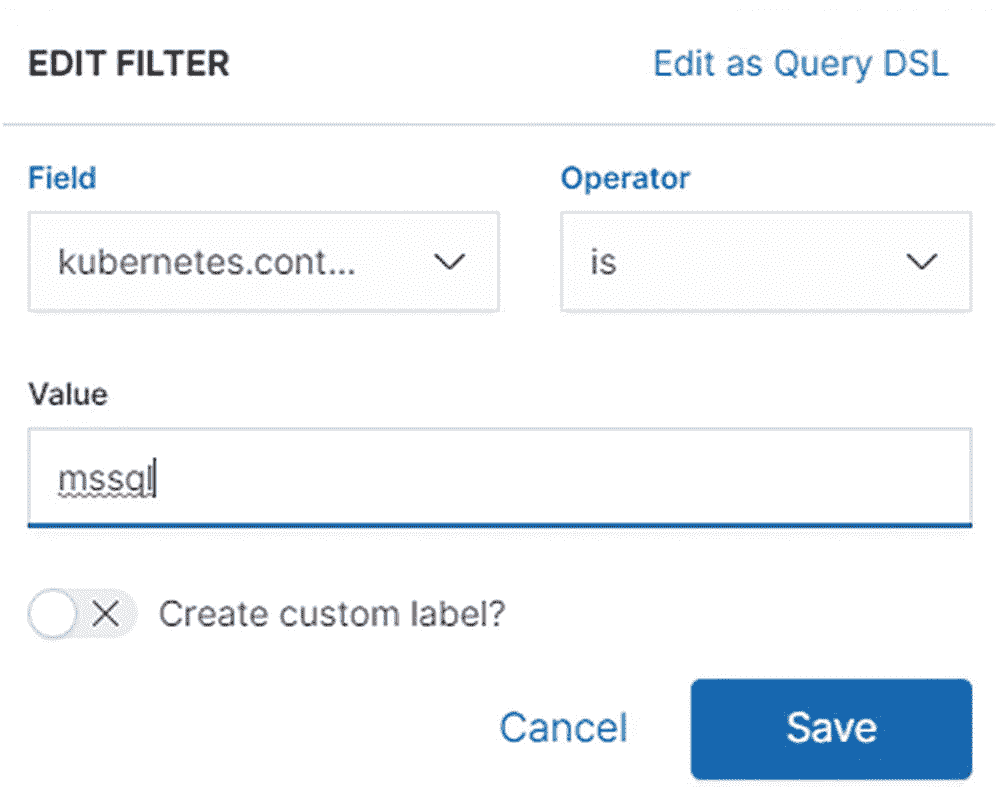 EDIT FILTER
Edit as Query DSL
Field
Operator
kubernetes.cont...
is
Value
mssql
Create custom label?
Cancel
Save